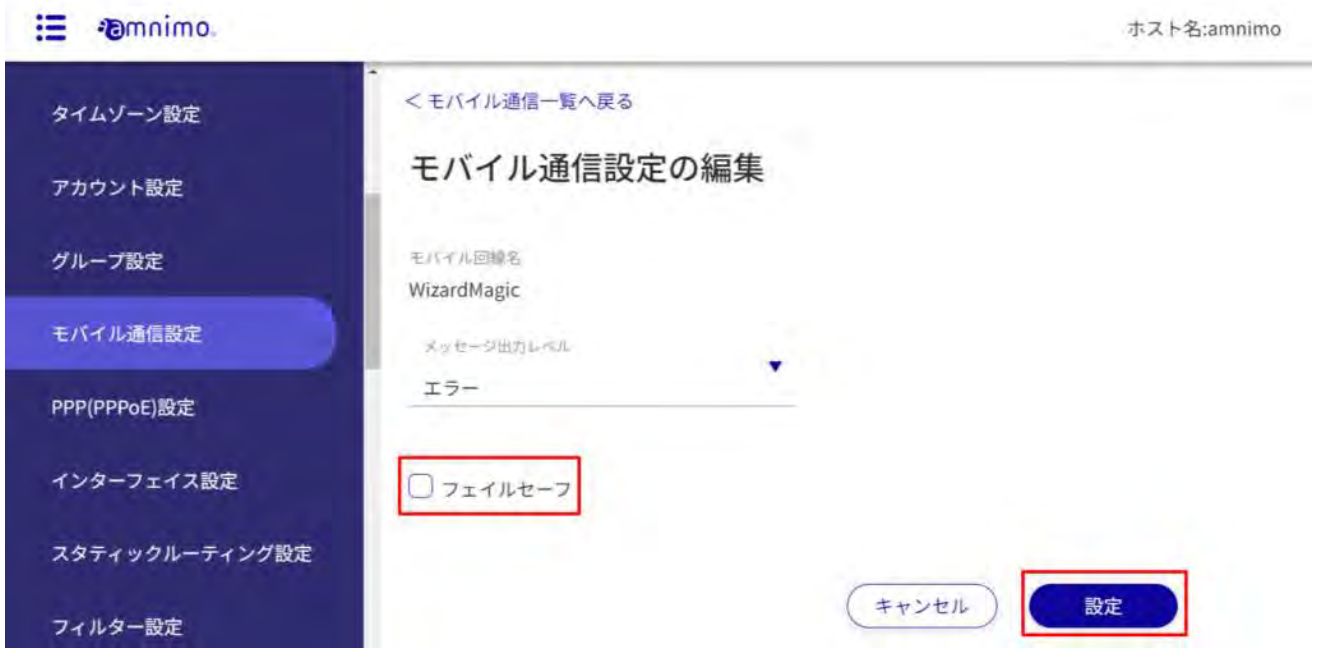 amnimo
ホスト名:amnimo
タイムゾーン設定
アカウント設定
グループ設定
モバイル通信設定
PPP(PPPoE)設定
インターフェイス設定
スタティックルーティング設定
フィルター設定
< モバイル通信一覧へ戻る
モバイル通信設定の編集
モバイル回線名
WizardMagic
メッセージ出力レベル
エラー
フェイルセーフ
キャンセル
設定